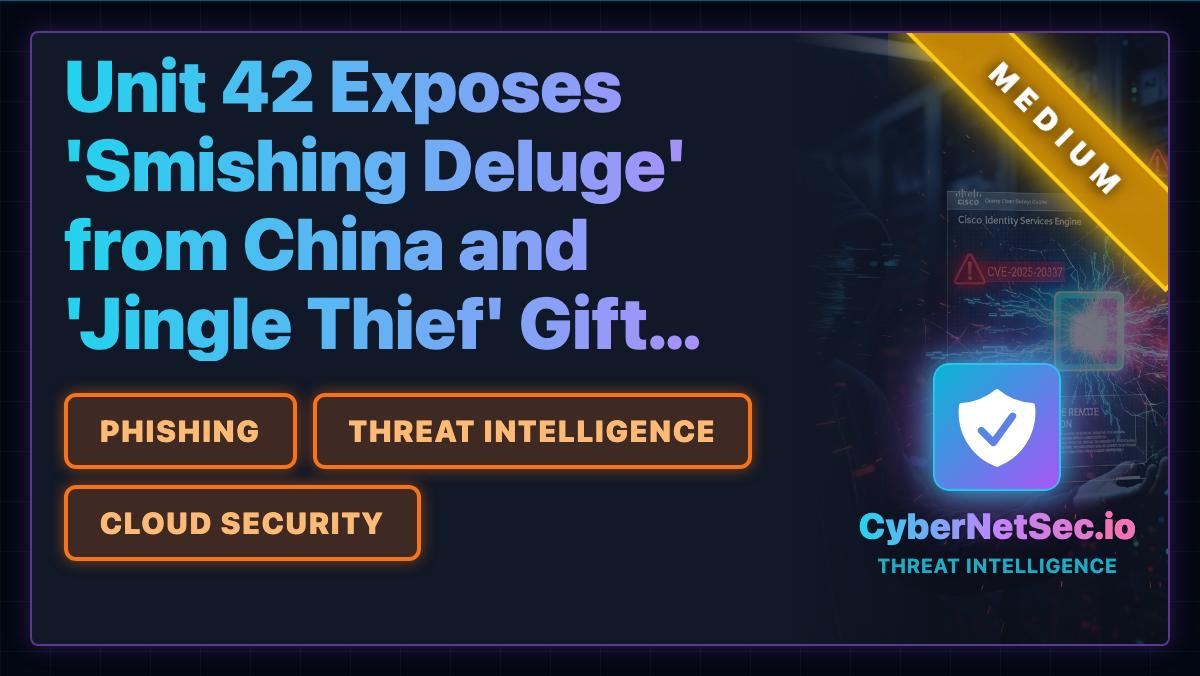 Unit 42 Exposes
'Smishing Deluge'
from China and
'Jingle Thief' Gift...
PHISHING
THREAT INTELLIGENCE
CLOUD SECURITY
MEDIUM
cisco
Cisco Identity Services Engine
CVE-2025-20337
CyberNetSec.io
THREAT INTELLIGENCE